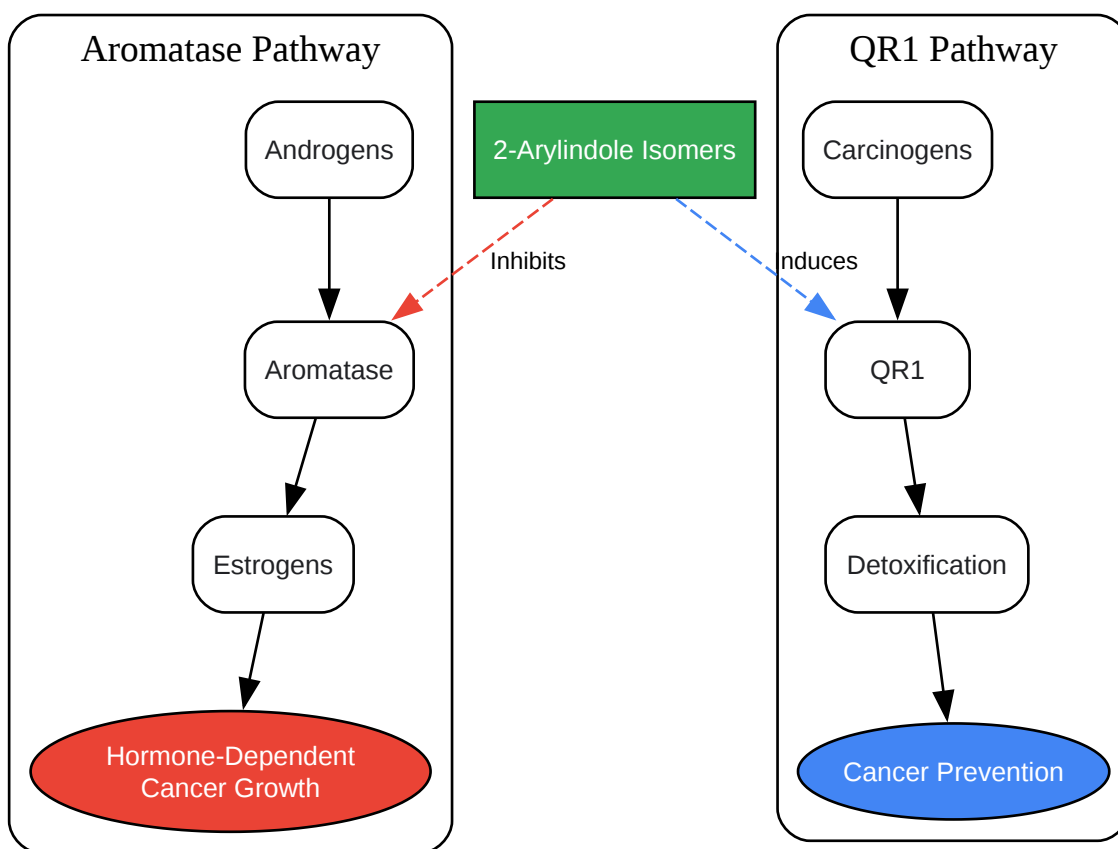 Aromatase Pathway
QR1 Pathway
Androgens
2-Arylindole Isomers
Carcinogens
Inhibits
nduces
Aromatase
QR1
Estrogens
Detoxification
Hormone-Dependent
Cancer Growth
Cancer Prevention